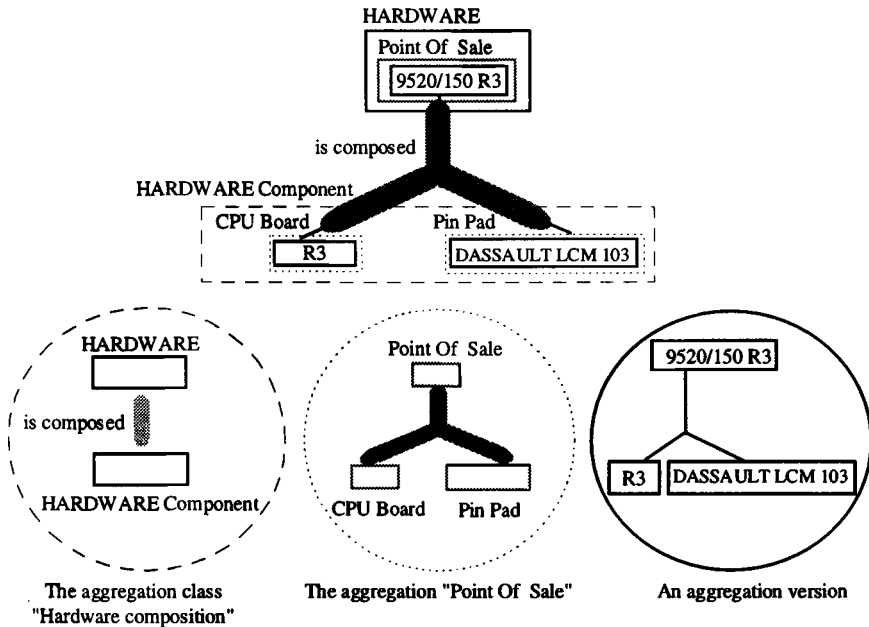 HARDWARE
Point Of Sale
9520/150 R3
is composed
HARDWARE Component
CPU Board
Pin Pad
R3
DASSAULT LCM 103
HARDWARE
is composed
HARDWARE Component
Point Of Sale
CPU Board
Pin Pad
9520/150 R3
R3
DASSAULT LCM 103
The aggregation class
"Hardware composition"
The aggregation "Point Of Sale"
An aggregation version